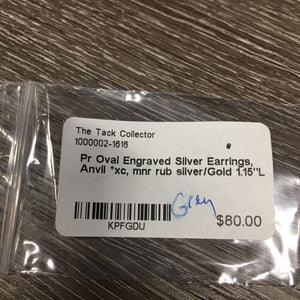 The Tack Collector
1000002-1616
Pr Oval Engraved Silver Earrings,
Anvil *xc, mnr rub silver/Gold 1.15"L
$80.00
KPFGDU